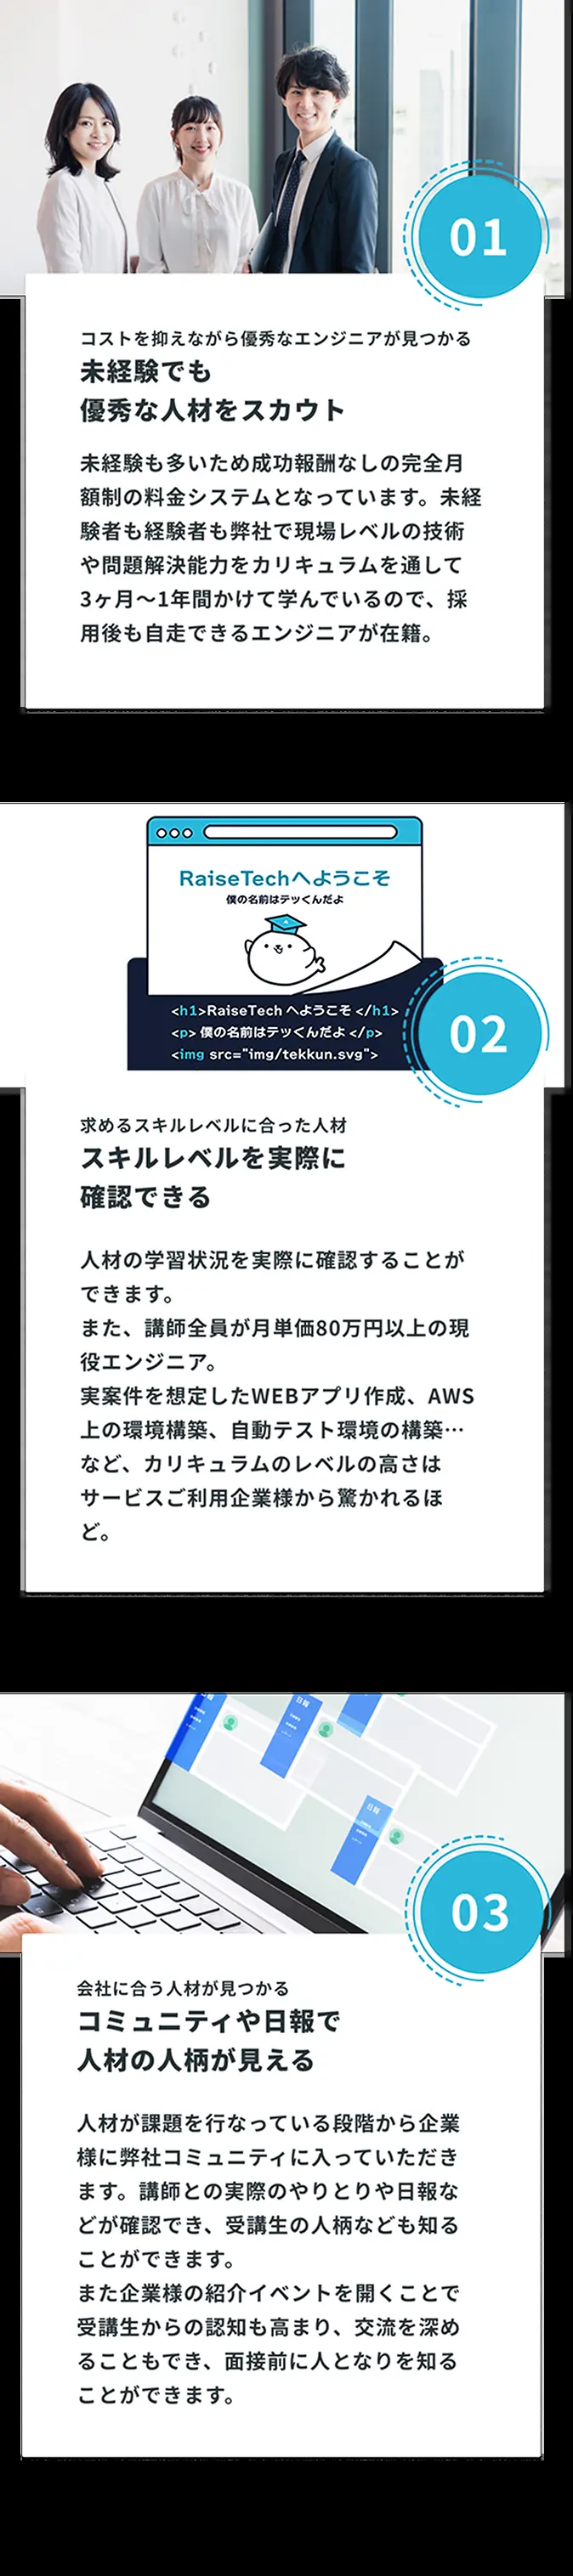 01
コストを抑えながら優秀なエンジニアが見つかる
未経験でも
優秀な人材をスカウト
未経験も多いため成功報酬なしの完全月
額制の料金システムとなっています。未経
験者も経験者も弊社で現場レベルの技術
や問題解決能力をカリキュラムを通して
3ヶ月〜1年間かけて学んでいるので、採
用後も自走できるエンジニアが在籍。
RaiseTechへようこそ
僕の名前はテッくんだよ
<h1>RaiseTech へようこそ </h1>
<p> 僕の名前はテッくんだよ </p>
<img src="img/tekkun.svg">
02
求めるスキルレベルに合った人材
スキルレベルを実際に
確認できる
人材の学習状況を実際に確認することが
できます。
また、講師全員が月単価80万円以上の現
役エンジニア。
実案件を想定したWEBアプリ作成、AWS
上の環境構築、自動テスト環境の構築…
など、カリキュラムのレベルの高さは
サービスご利用企業様から驚かれるほ
ど。
日報
日報
日報
03
会社に合う人材が見つかる
コミュニティや日報で
人材の人柄が見える
人材が課題を行なっている段階から企業
様に弊社コミュニティに入っていただき
ます。講師との実際のやりとりや日報な
どが確認でき、受講生の人柄なども知る
ことができます。
また企業様の紹介イベントを開くことで
受講生からの認知も高まり、交流を深め
ることもでき、面接前に人となりを知る
ことができます。